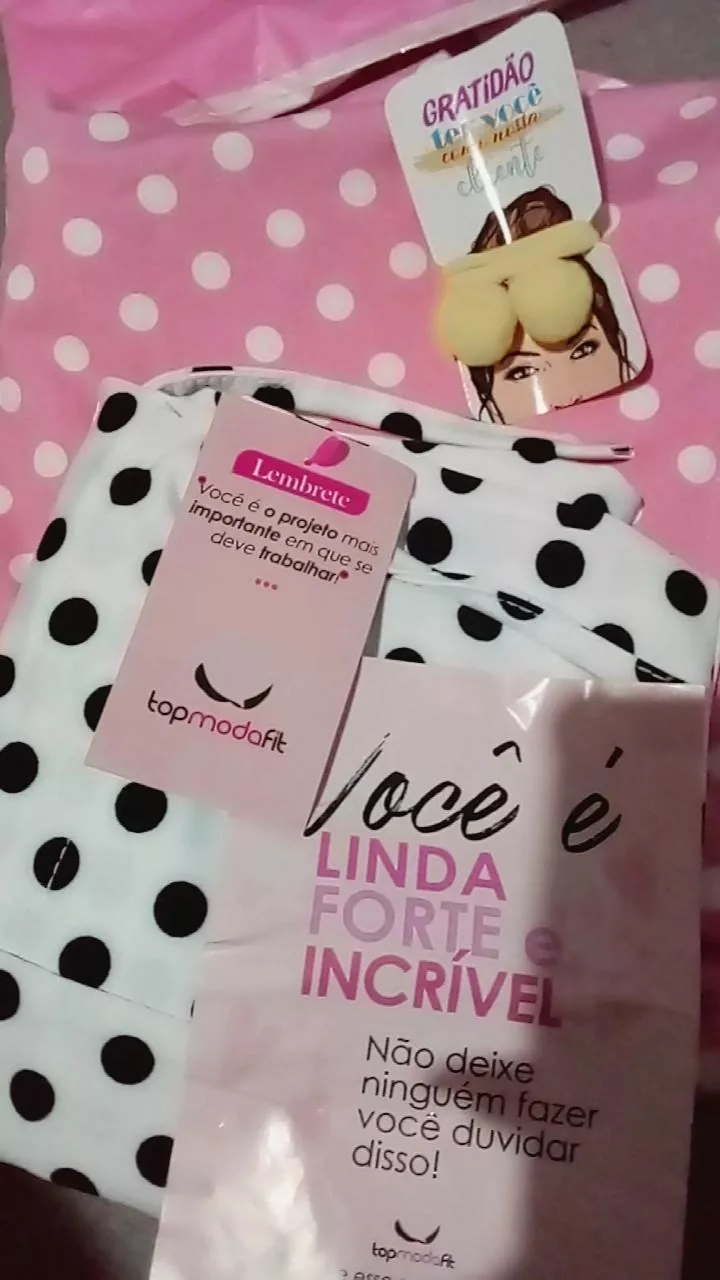 GRATIDÃO
ter você
como nossa
cliente
Lembrete
"Você é o projeto mais
importante em que se
deve trabalhar!"
topmodafit
Você é
LINDA
FORTE e
INCRÍVEL
Não deixe
ninguém fazer
você duvidar
disso!
topmodafit